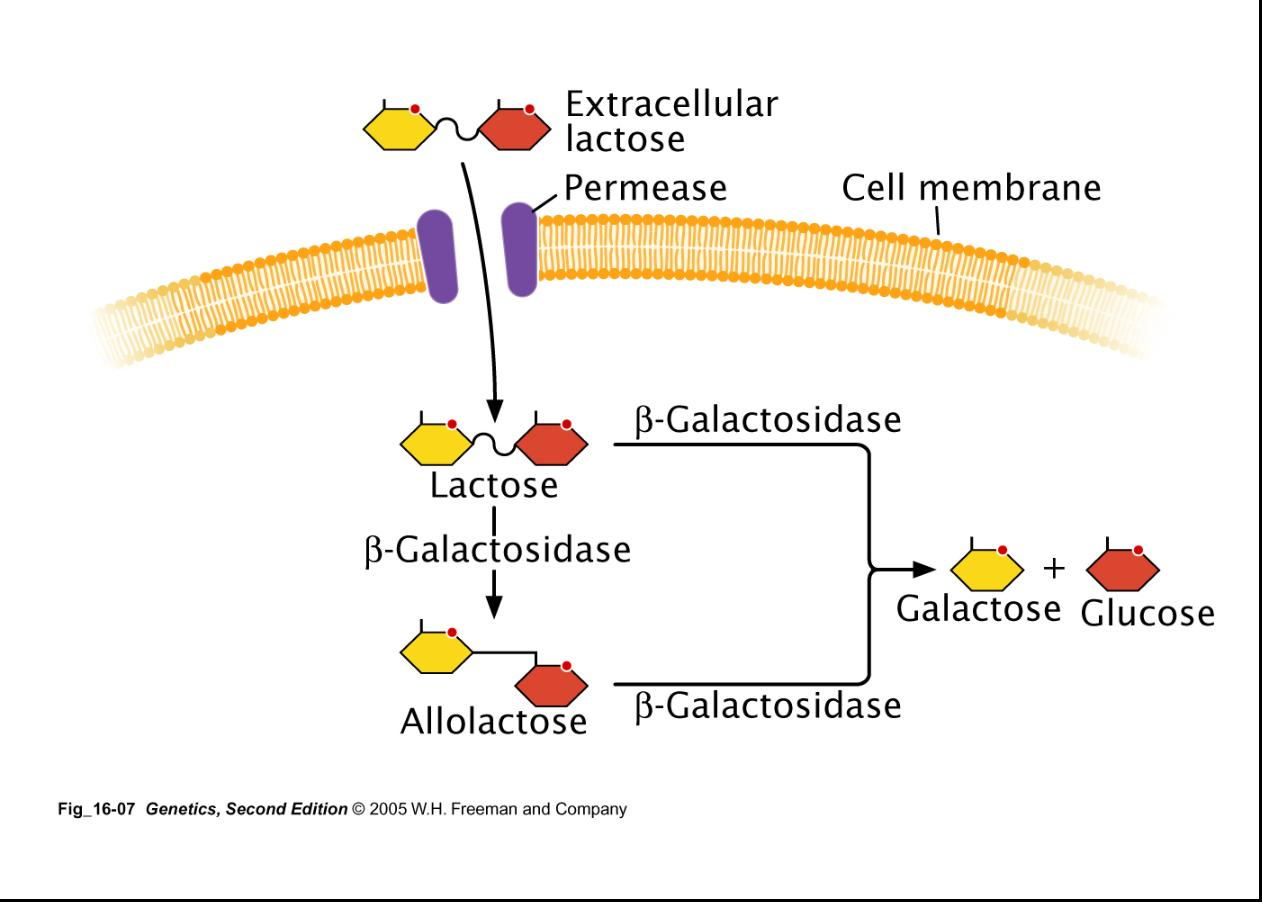 Extracellular
lactose
Permease
Cell membrane
β-Galactosidase
Lactose
β-Galactosidase
Galactose + Glucose
Allolactose
β-Galactosidase
Fig_16-07 Genetics, Second Edition © 2005 W.H. Freeman and Company